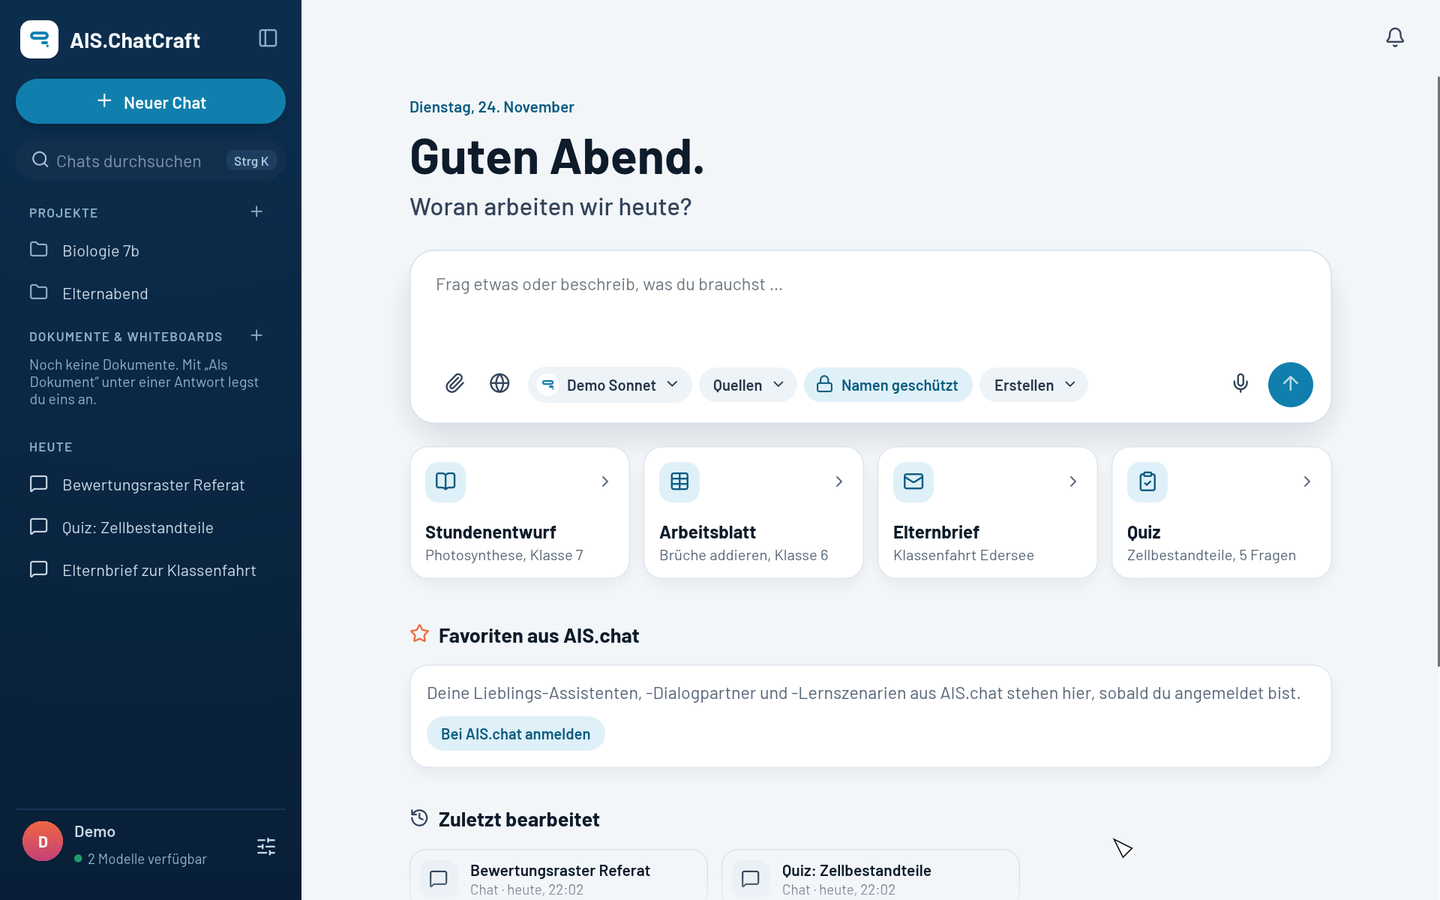 AIS.ChatCraft
Neuer Chat
Chats durchsuchen Strg K
PROJEKTE
Biologie 7b
Elternabend
DOKUMENTE & WHITEBOARDS
Noch keine Dokumente. Mit „Als
Dokument“ unter einer Antwort legst
du eins an.
HEUTE
Bewertungsraster Referat
Quiz: Zellbestandteile
Elternbrief zur Klassenfahrt
D
Demo
2 Modelle verfügbar
Dienstag, 24. November
Guten Abend.
Woran arbeiten wir heute?
Frag etwas oder beschreib, was du brauchst ...
Demo Sonnet Quellen Namen geschützt Erstellen
Stundenentwurf
Photosynthese, Klasse 7
Arbeitsblatt
Brüche addieren, Klasse 6
Elternbrief
Klassenfahrt Edersee
Quiz
Zellbestandteile, 5 Fragen
Favoriten aus AIS.chat
Deine Lieblings-Assistenten, -Dialogpartner und -Lernszenarien aus AIS.chat stehen hier, sobald du angemeldet bist.
Bei AIS.chat anmelden
Zuletzt bearbeitet
Bewertungsraster Referat
Chat · heute, 22:02
Quiz: Zellbestandteile
Chat · heute, 22:02